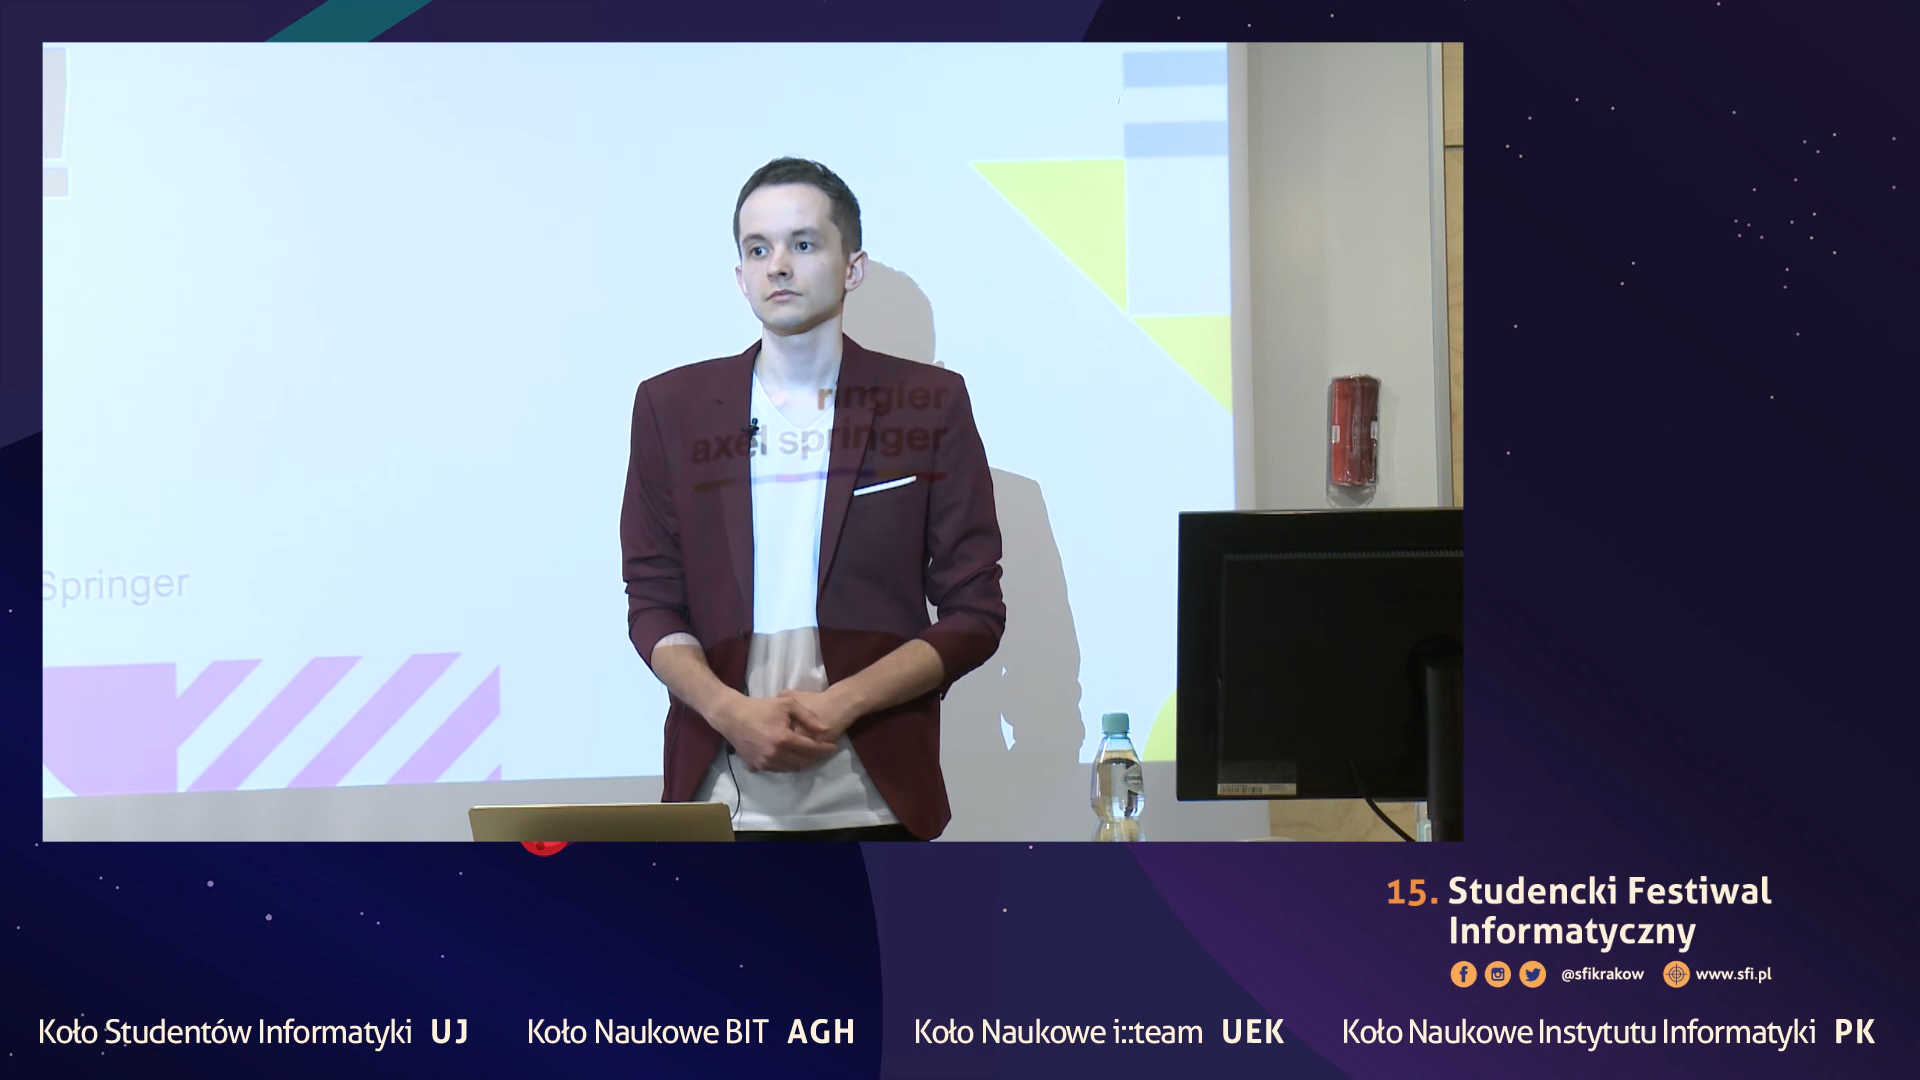 ringier
axel springer
Springer
15. Studencki Festiwal
Informatyczny
@sfikrakow www.sfi.pl
Koło Studentów Informatyki UJ Koło Naukowe BIT AGH Koło Naukowe i::team UEK Koło Naukowe Instytutu Informatyki PK